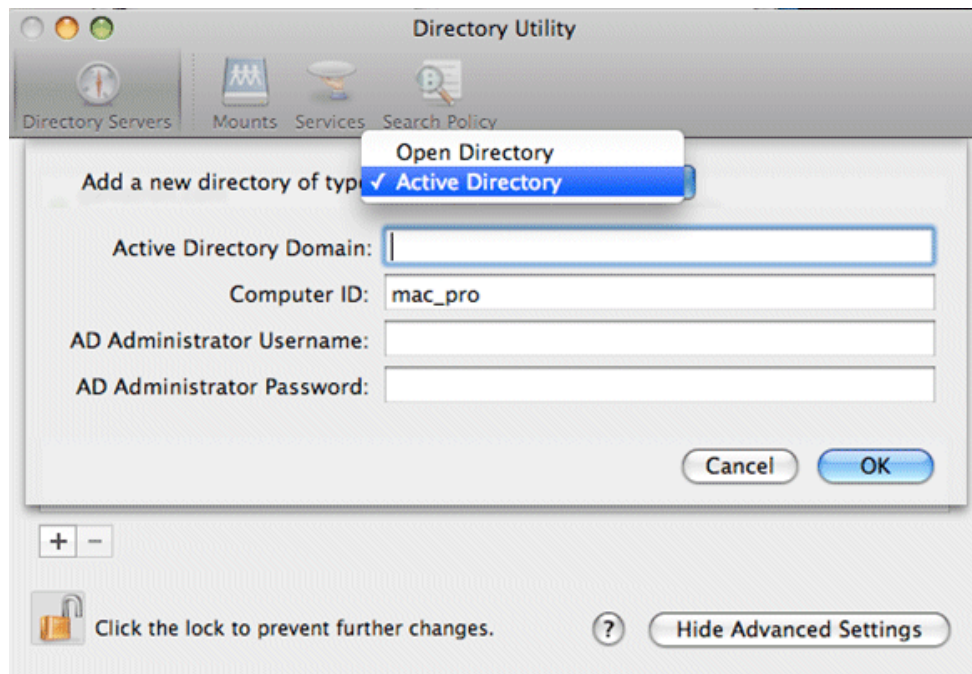 Directory Utility
Directory Servers Mounts Services Search Policy
Open Directory
Add a new directory of type ✓ Active Directory
Active Directory Domain:
Computer ID: mac_pro
AD Administrator Username:
AD Administrator Password:
Cancel OK
+ −
Click the lock to prevent further changes. ? Hide Advanced Settings